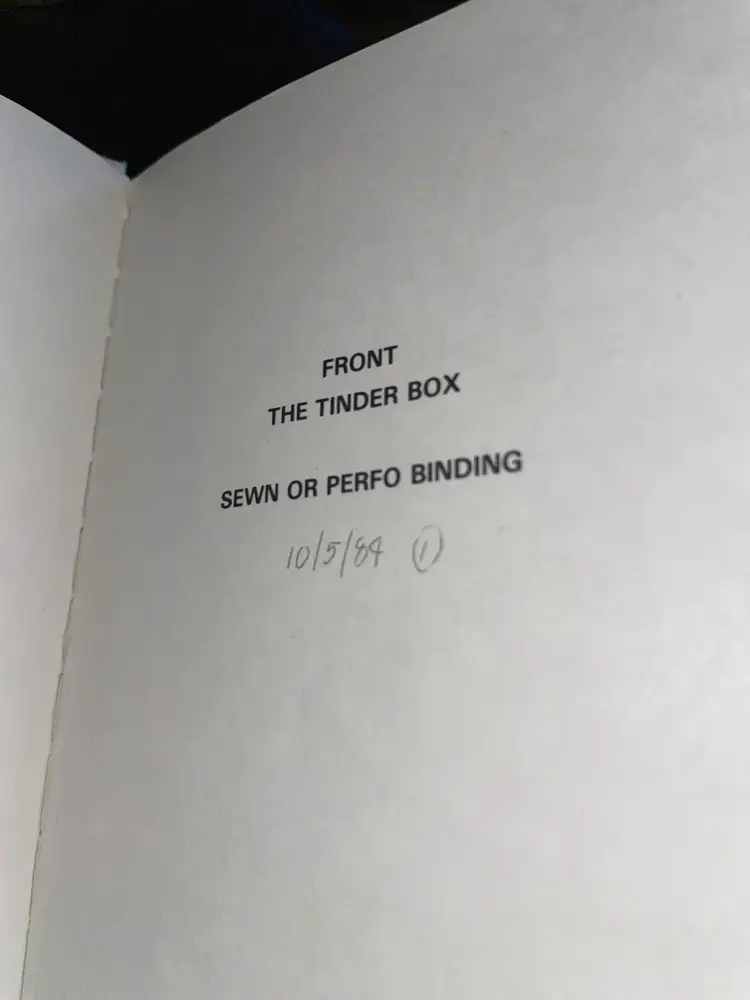 FRONT
THE TINDER BOX
SEWN OR PERFO BINDING
10/5/84 ①